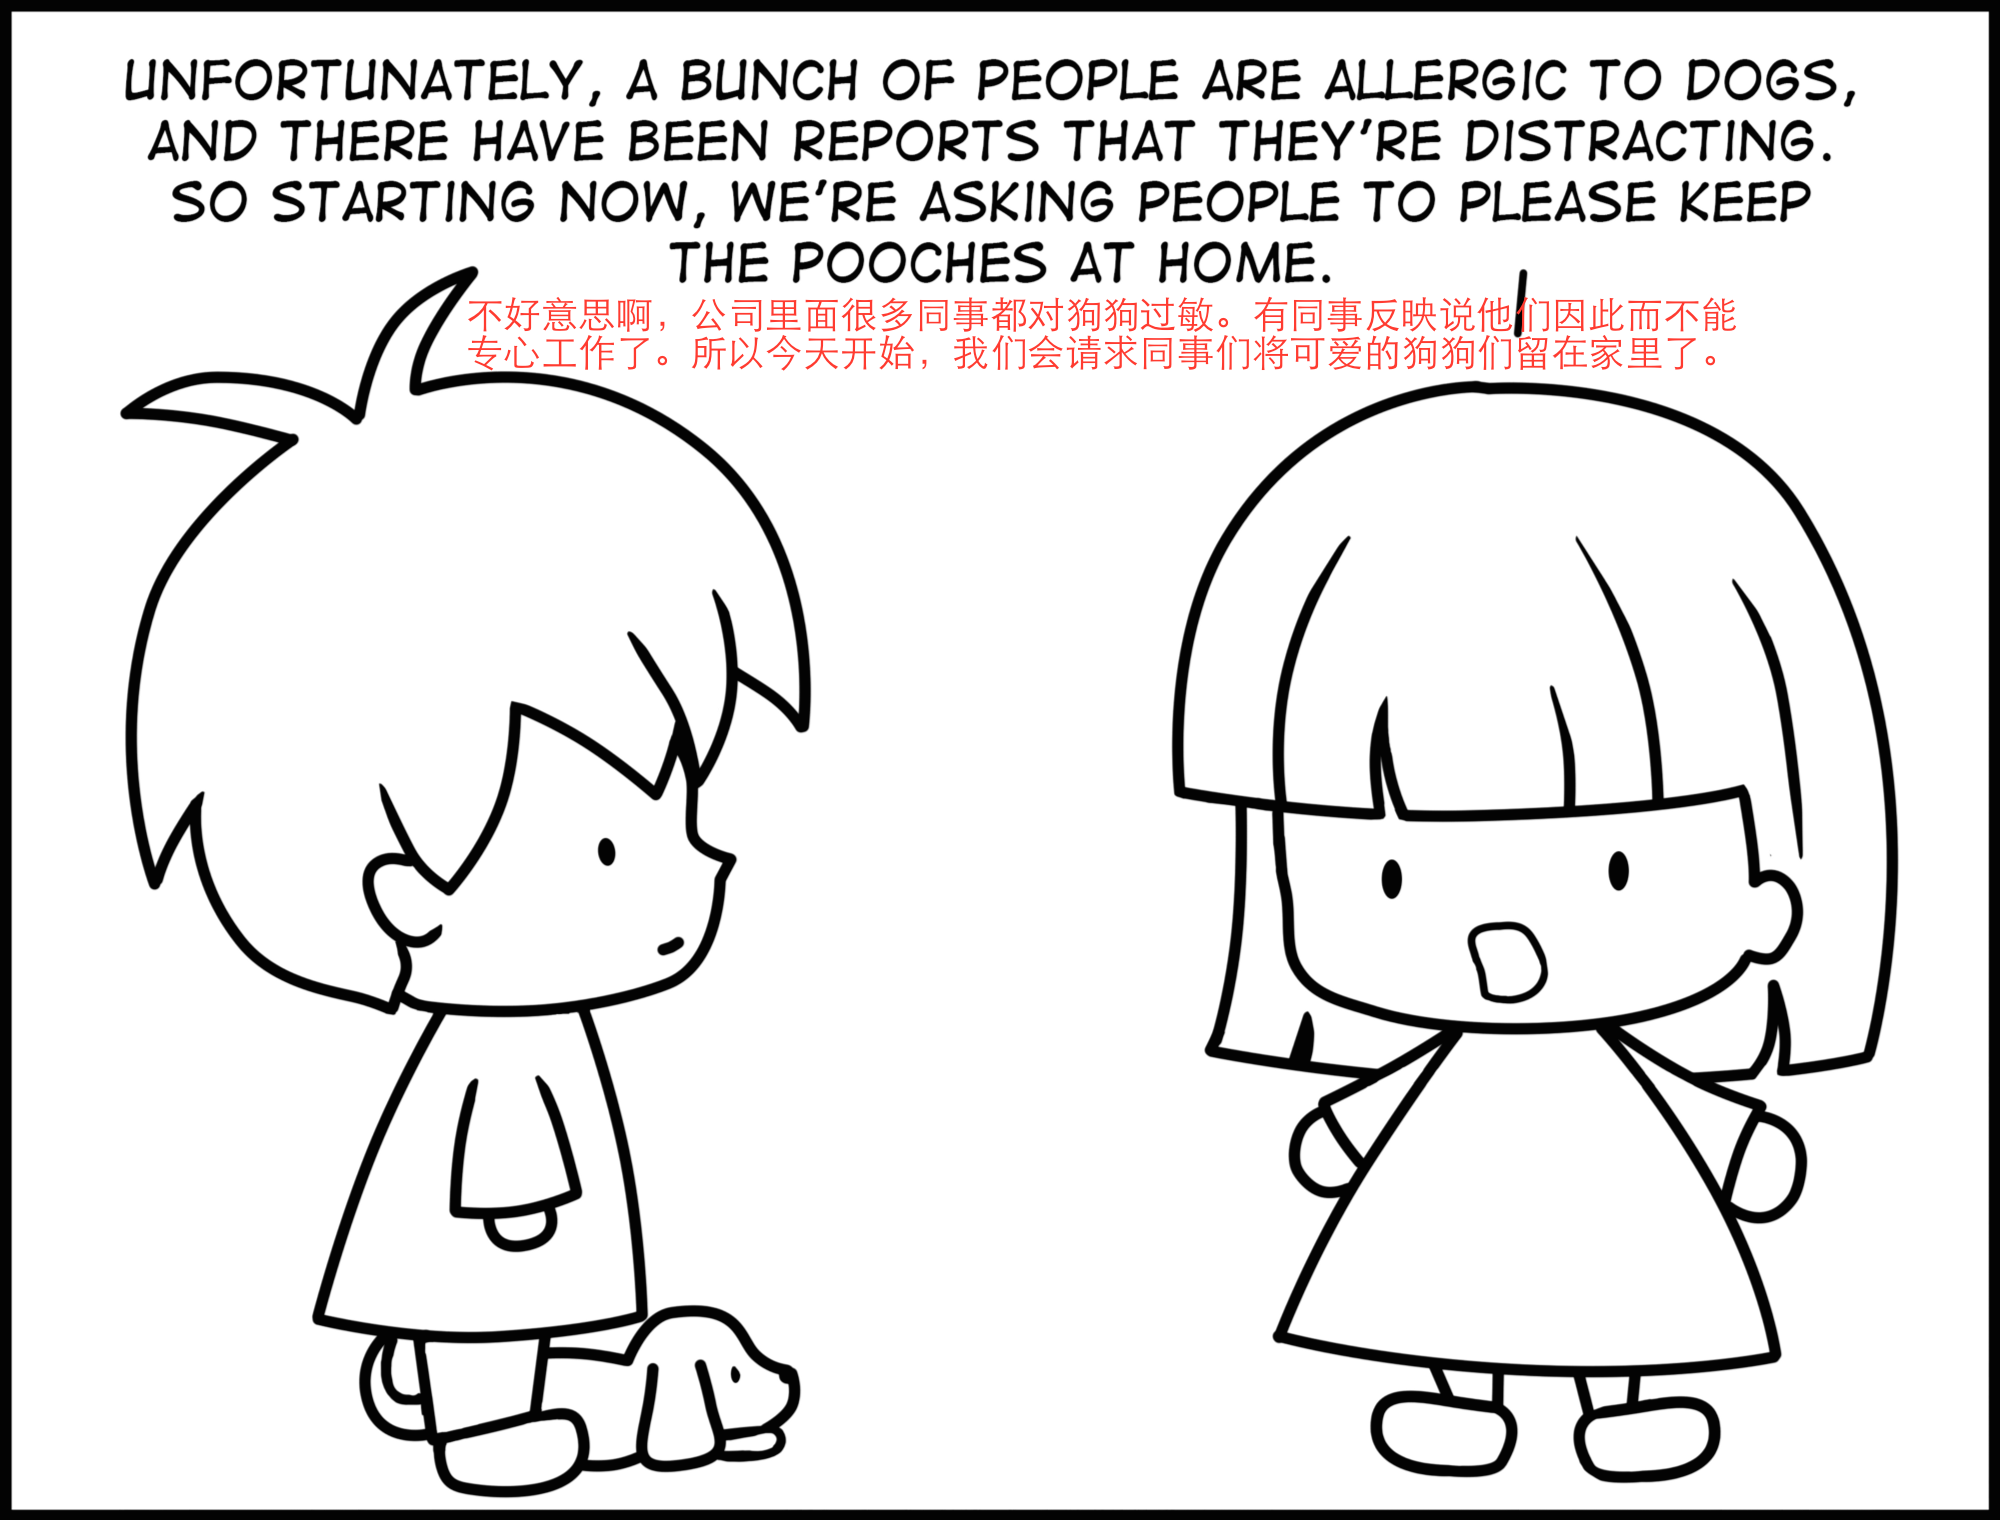 UNFORTUNATELY, A BUNCH OF PEOPLE ARE ALLERGIC TO DOGS,
AND THERE HAVE BEEN REPORTS THAT THEY'RE DISTRACTING.
SO STARTING NOW, WE'RE ASKING PEOPLE TO PLEASE KEEP
THE POOCHES AT HOME.
不好意思啊，公司里面很多同事都对狗狗过敏。有同事反映说他们因此而不能
专心工作了。所以今天开始，我们会请求同事们将可爱的狗狗们留在家里了。